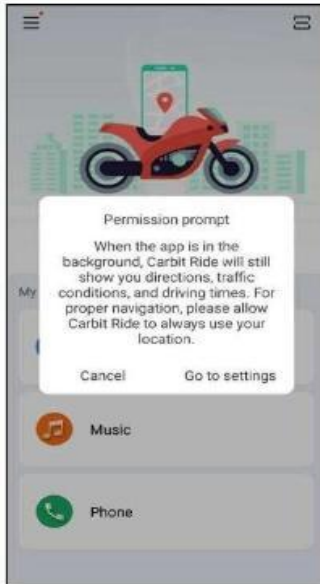 Permission prompt
When the app is in the
background, Carbit Ride will still
show you directions, traffic
conditions, and driving times. For
proper navigation, please allow
Carbit Ride to always use your
location.
Cancel Go to settings
My
Music
Phone